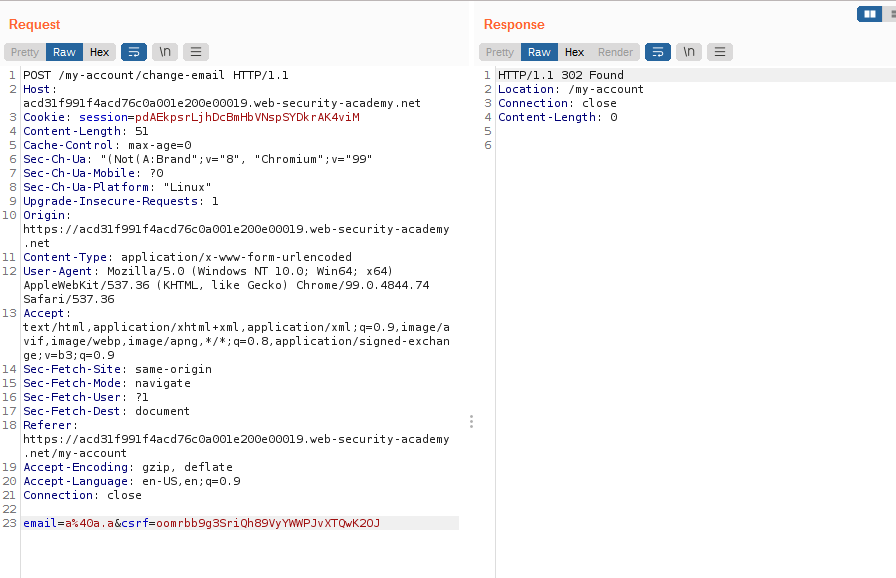 Request
Pretty Raw Hex \n
1 POST /my-account/change-email HTTP/1.1
2 Host:
acd31f991f4acd76c0a001e200e00019.web-security-academy.net
3 Cookie: session=pdAEkpsrLjhDcBmHbVNspSYDkrAK4viM
4 Content-Length: 51
5 Cache-Control: max-age=0
6 Sec-Ch-Ua: "(Not(A:Brand";v="8", "Chromium";v="99"
7 Sec-Ch-Ua-Mobile: ?0
8 Sec-Ch-Ua-Platform: "Linux"
9 Upgrade-Insecure-Requests: 1
10 Origin:
https://acd31f991f4acd76c0a001e200e00019.web-security-academy
.net
11 Content-Type: application/x-www-form-urlencoded
12 User-Agent: Mozilla/5.0 (Windows NT 10.0; Win64; x64)
AppleWebKit/537.36 (KHTML, like Gecko) Chrome/99.0.4844.74
Safari/537.36
13 Accept:
text/html,application/xhtml+xml,application/xml;q=0.9,image/a
vif,image/webp,image/apng,*/*;q=0.8,application/signed-exchan
ge;v=b3;q=0.9
14 Sec-Fetch-Site: same-origin
15 Sec-Fetch-Mode: navigate
16 Sec-Fetch-User: ?1
17 Sec-Fetch-Dest: document
18 Referer:
https://acd31f991f4acd76c0a001e200e00019.web-security-academy
.net/my-account
19 Accept-Encoding: gzip, deflate
20 Accept-Language: en-US,en;q=0.9
21 Connection: close
22
23 email=a%40a.a&csrf=oomrbb9g3SriQh89VyYWWPJvXTQwK2OJ
Response
Pretty Raw Hex Render \n
1 HTTP/1.1 302 Found
2 Location: /my-account
3 Connection: close
4 Content-Length: 0
5
6